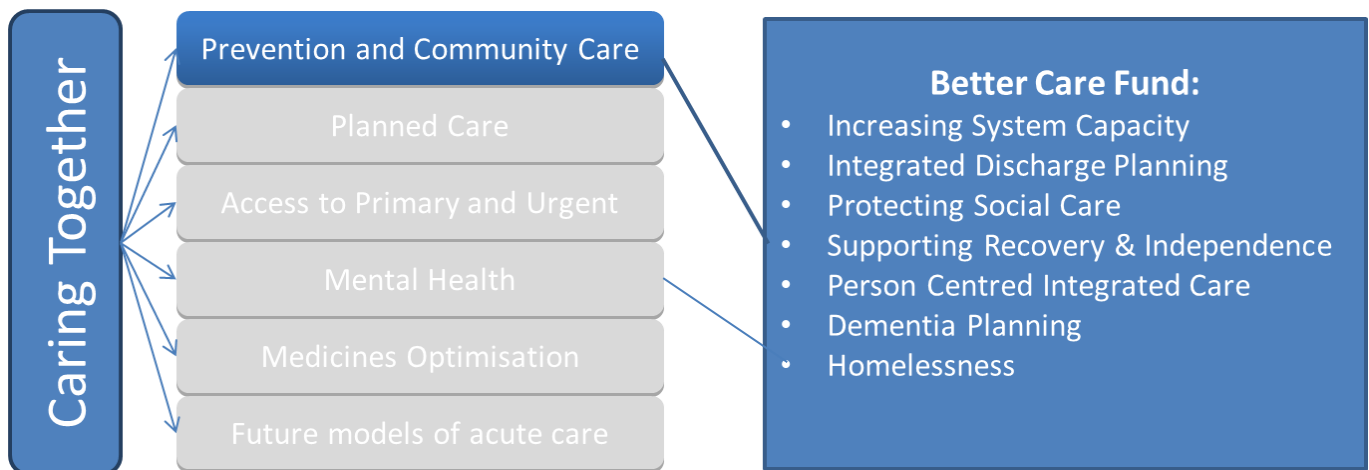 Caring Together
Prevention and Community Care
Planned Care
Access to Primary and Urgent
Mental Health
Medicines Optimisation
Future models of acute care
Better Care Fund:
• Increasing System Capacity
• Integrated Discharge Planning
• Protecting Social Care
• Supporting Recovery & Independence
• Person Centred Integrated Care
• Dementia Planning
• Homelessness